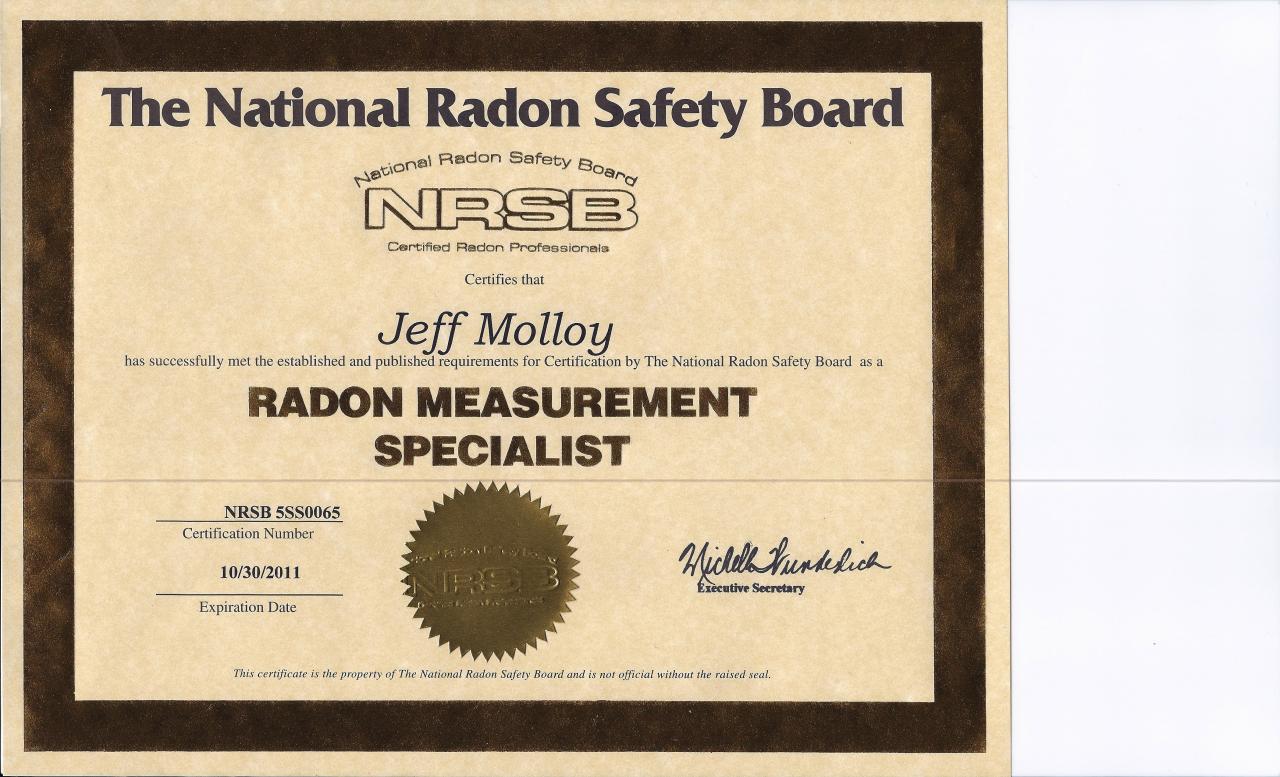 The National Radon Safety Board
National Radon Safety Board
NRSB
Certified Radon Professionals
Certifies that
Jeff Molloy
has successfully met the established and published requirements for Certification by The National Radon Safety Board as a
RADON MEASUREMENT
SPECIALIST
NRSB 5SS0065
Certification Number
10/30/2011
Expiration Date
NRSB
Michelle Wunderlich
Executive Secretary
This certificate is the property of The National Radon Safety Board and is not official without the raised seal.